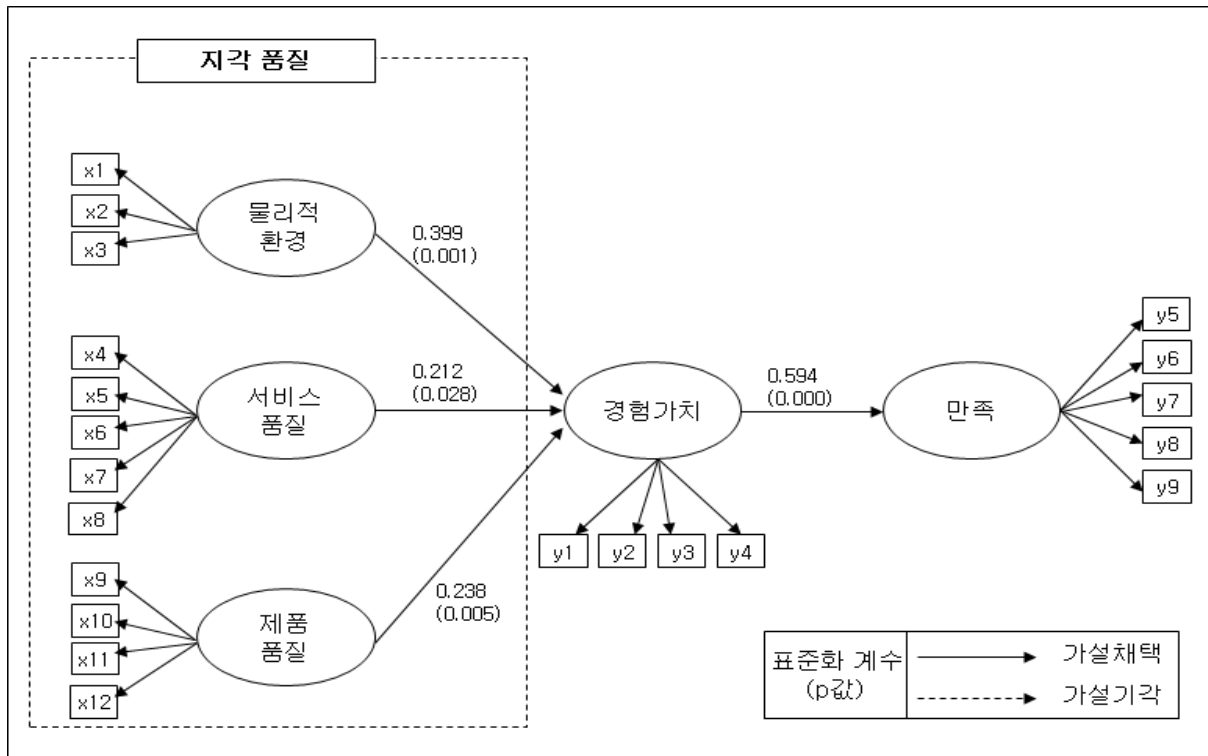 지각 품질
x1
x2
x3
물리적
환경
0.399
(0.001)
x4
x5
x6
x7
x8
서비스
품질
0.212
(0.028)
x9
x10
x11
x12
제품
품질
0.238
(0.005)
경험가치
y1
y2
y3
y4
0.594
(0.000)
만족
y5
y6
y7
y8
y9
표준화 계수
(p값)
가설채택
가설기각